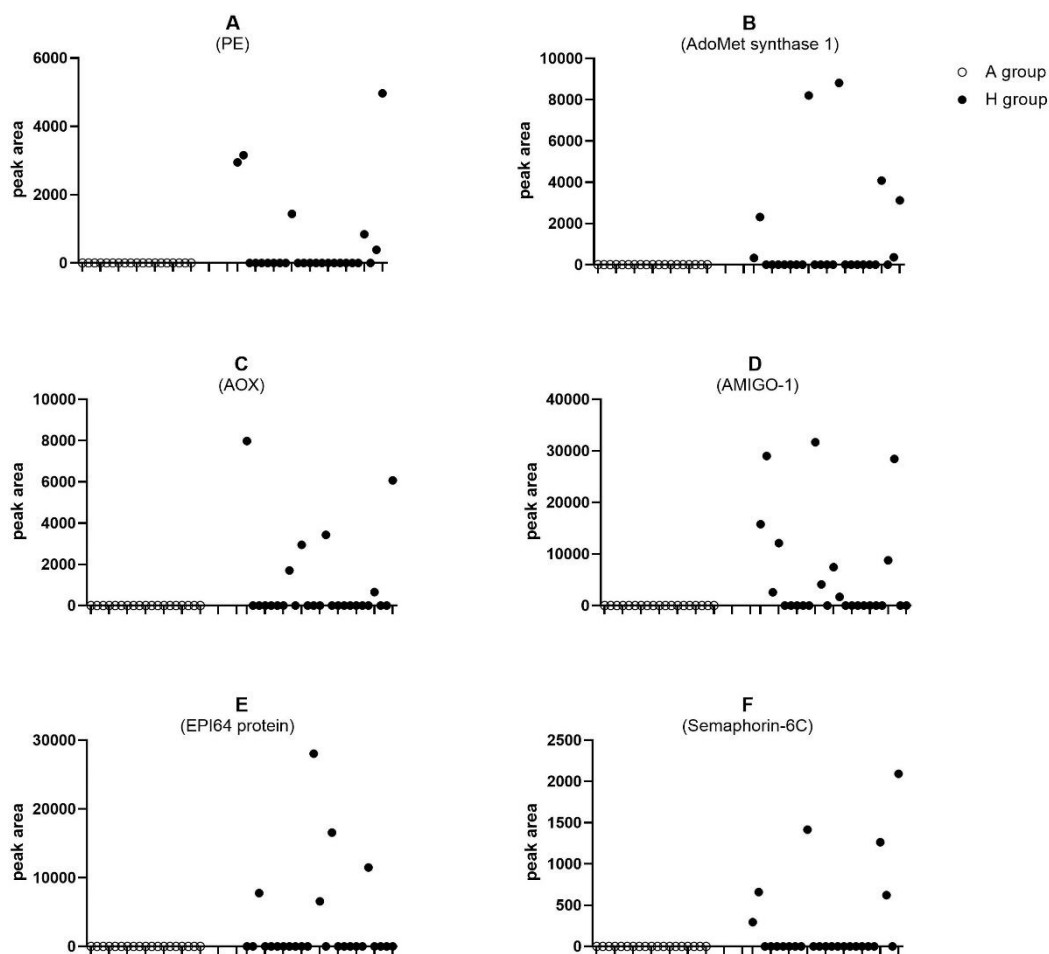 A
(PE)
6000
4000
2000
0
peak area
B
(AdoMet synthase 1)
10000
8000
6000
4000
2000
0
peak area
A group
H group
C
(AOX)
10000
8000
6000
4000
2000
0
peak area
D
(AMIGO-1)
40000
30000
20000
10000
0
peak area
E
(EPI64 protein)
30000
20000
10000
0
peak area
F
(Semaphorin-6C)
2500
2000
1500
1000
500
0
peak area